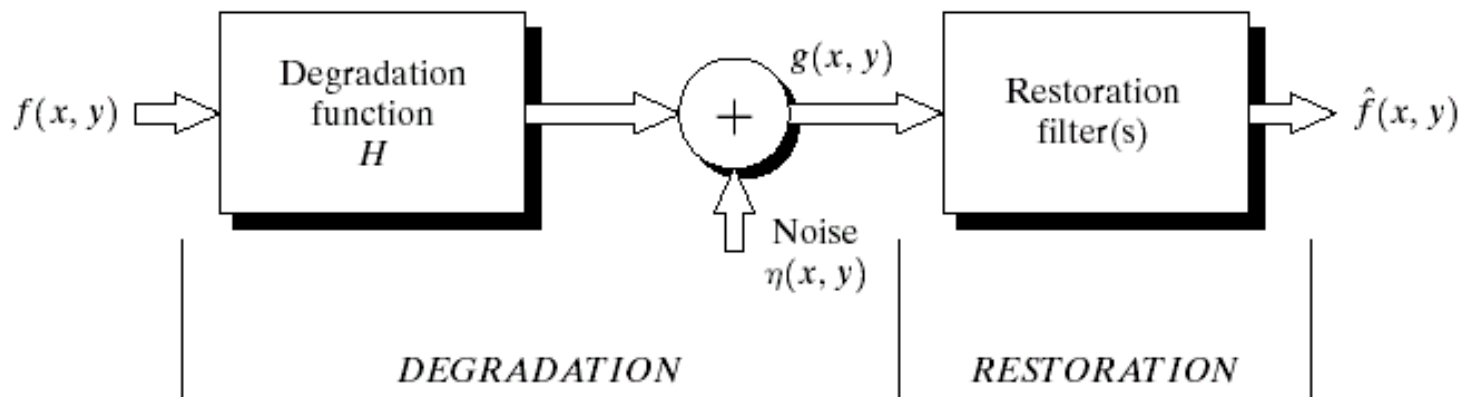 f(x, y)
Degradation
function
H
+
g(x, y)
Noise
η(x, y)
Restoration
filter(s)
f̂(x, y)
DEGRADATION
RESTORATION